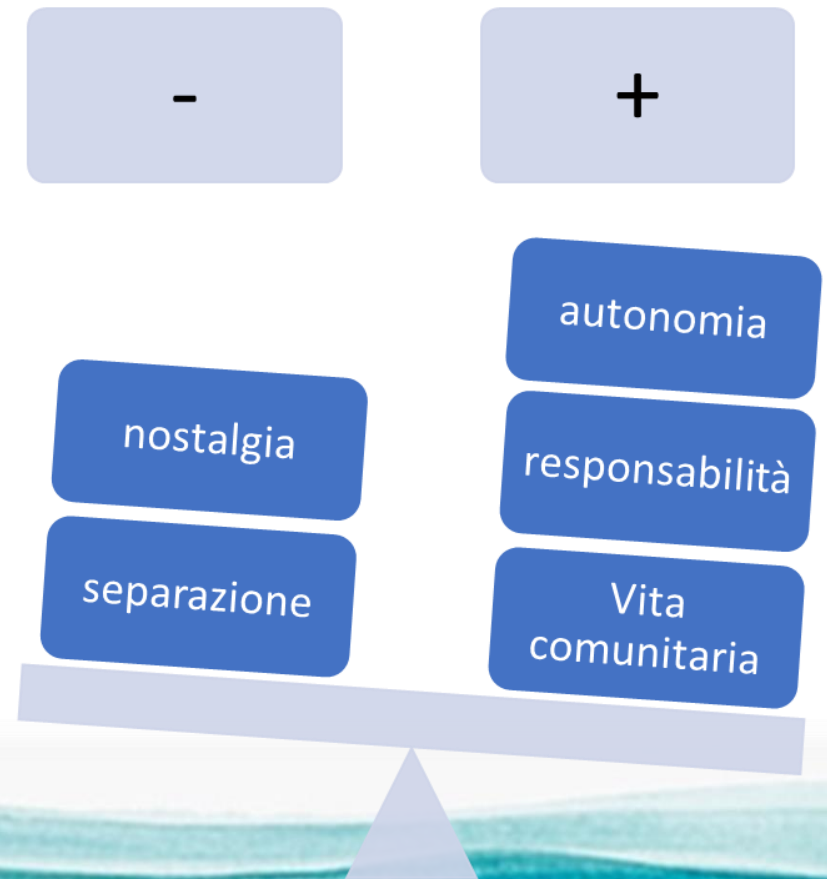 -
+
nostalgia
separazione
autonomia
responsabilità
Vita
comunitaria